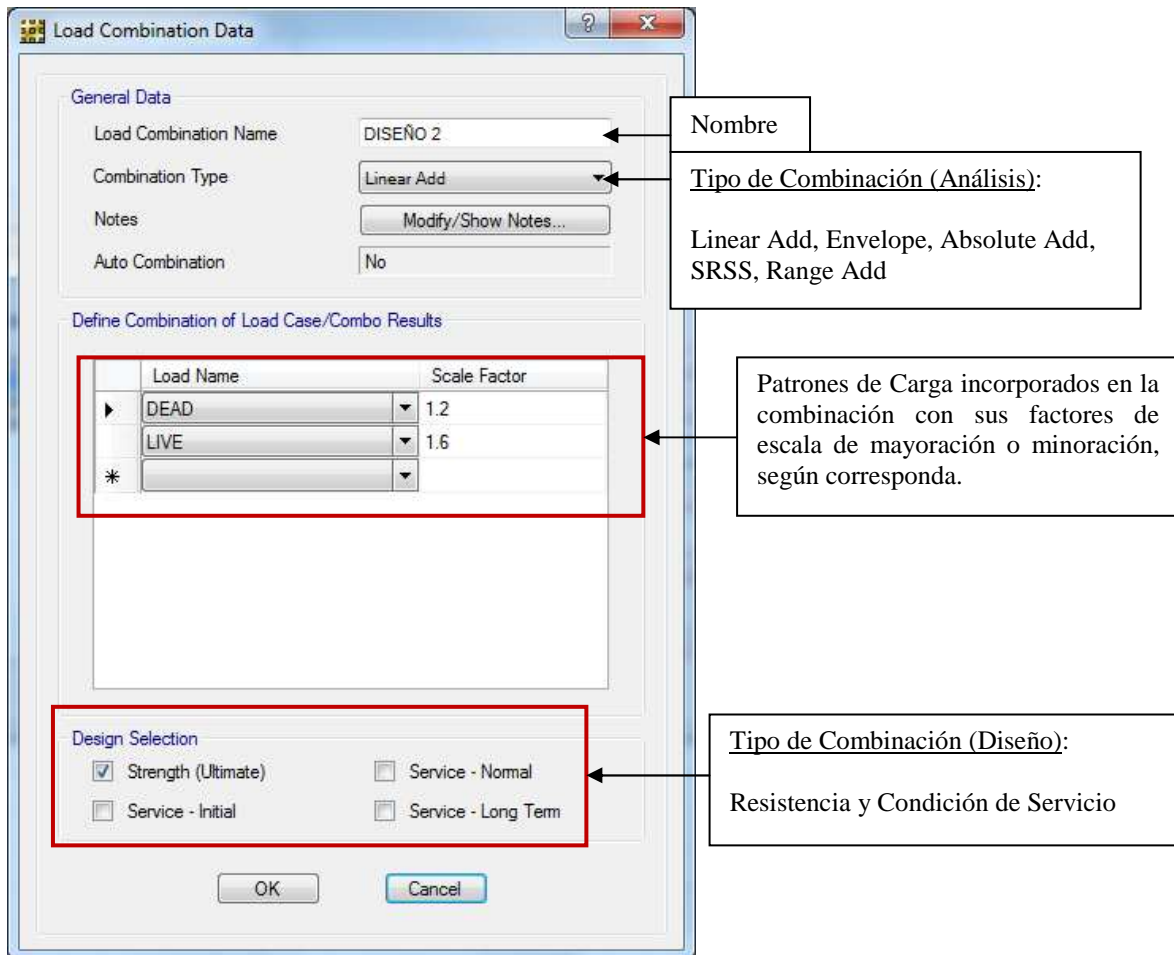 Load Combination Data
General Data
Load Combination Name DISEÑO 2
Combination Type Linear Add
Notes Modify/Show Notes...
Auto Combination No
Nombre
Tipo de Combinación (Análisis):
Linear Add, Envelope, Absolute Add,
SRSS, Range Add
Define Combination of Load Case/Combo Results
Load Name Scale Factor
DEAD 1.2
LIVE 1.6
Patrones de Carga incorporados en la
combinación con sus factores de
escala de mayoración o minoración,
según corresponda.
Design Selection
Strength (Ultimate) Service - Normal
Service - Initial Service - Long Term
Tipo de Combinación (Diseño):
Resistencia y Condición de Servicio
OK Cancel